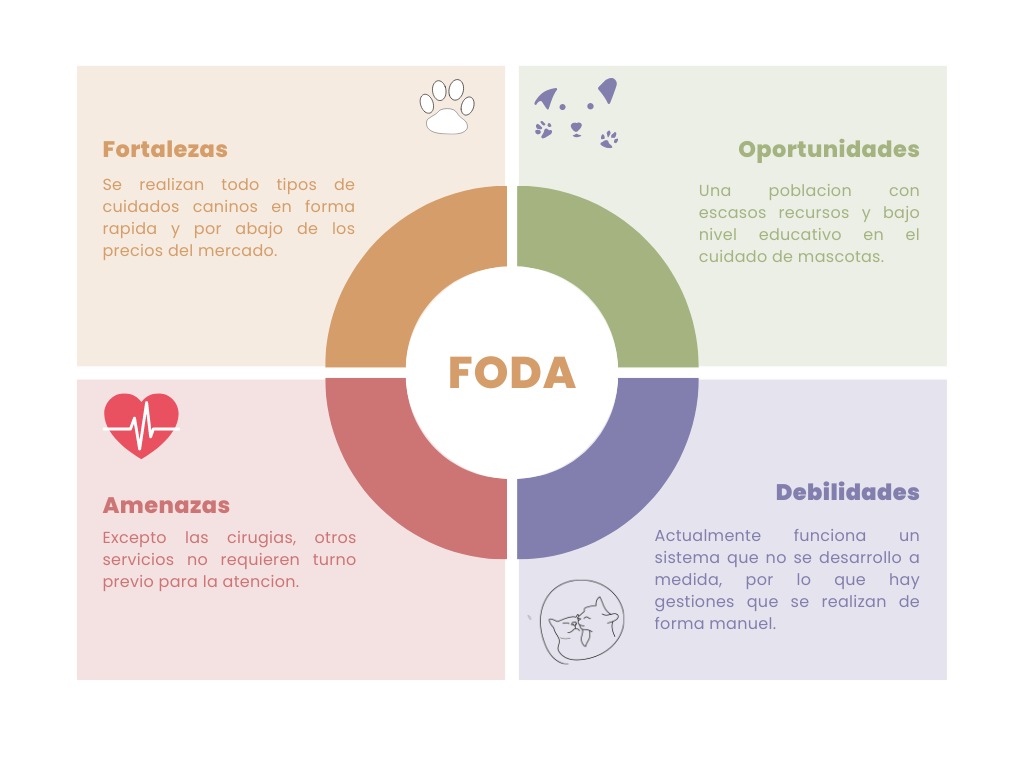 Fortalezas
Se realizan todo tipos de
cuidados caninos en forma
rapida y por abajo de los
precios del mercado.
Oportunidades
Una poblacion con
escasos recursos y bajo
nivel educativo en el
cuidado de mascotas.
FODA
Amenazas
Excepto las cirugias, otros
servicios no requieren turno
previo para la atencion.
Debilidades
Actualmente funciona un
sistema que no se desarrollo a
medida, por lo que hay
gestiones que se realizan de
forma manuel.